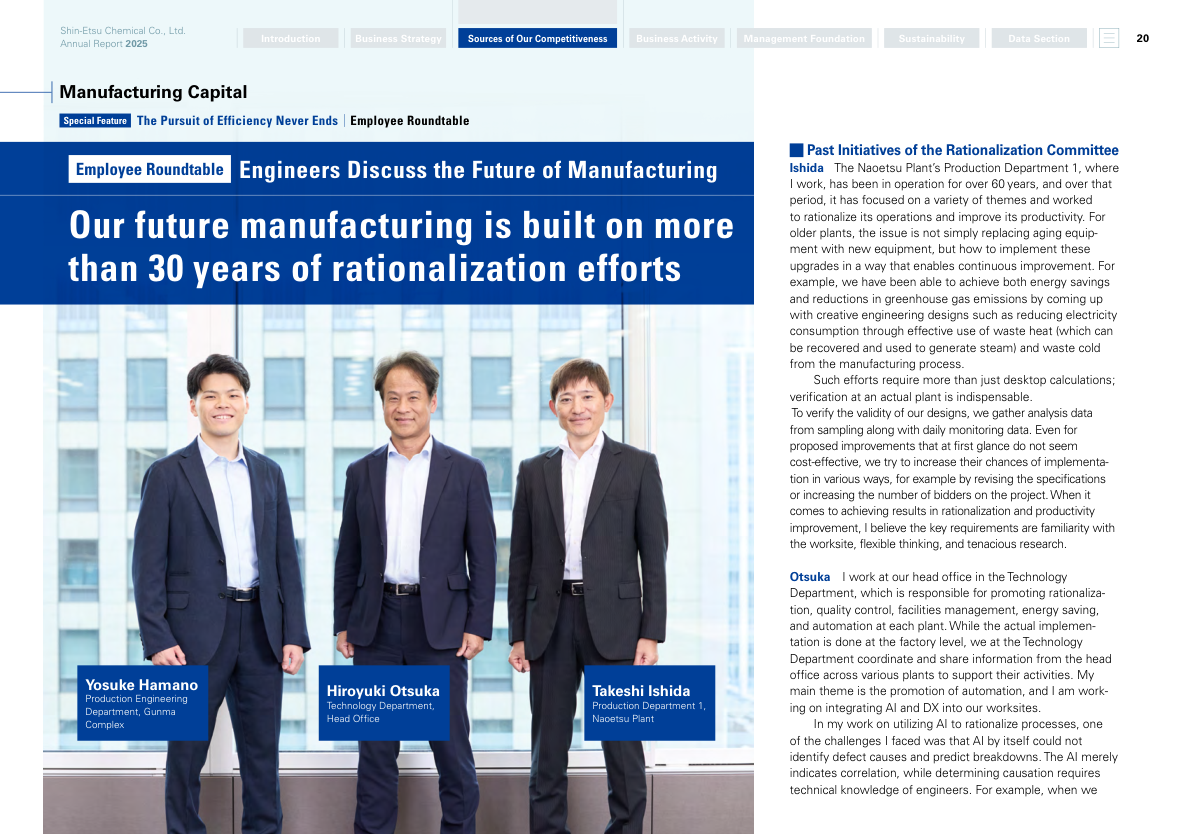 Shin-Etsu Chemical Co., Ltd.
Annual Report 2025
Introduction
Business Strategy
Sources of Our Competitiveness
Business Activity
Management Foundation
Sustainability
Data Section
20
Manufacturing Capital
Special Feature The Pursuit of Efficiency Never Ends | Employee Roundtable
Employee Roundtable Engineers Discuss the Future of Manufacturing
Our future manufacturing is built on more
than 30 years of rationalization efforts
Yosuke Hamano
Production Engineering
Department, Gunma
Complex
Hiroyuki Otsuka
Technology Department,
Head Office
Takeshi Ishida
Production Department 1,
Naoetsu Plant
Past Initiatives of the Rationalization Committee
Ishida The Naoetsu Plant's Production Department 1, where
I work, has been in operation for over 60 years, and over that
period, it has focused on a variety of themes and worked
to rationalize its operations and improve its productivity. For
older plants, the issue is not simply replacing aging equip-
ment with new equipment, but how to implement these
upgrades in a way that enables continuous improvement. For
example, we have been able to achieve both energy savings
and reductions in greenhouse gas emissions by coming up
with creative engineering designs such as reducing electricity
consumption through effective use of waste heat (which can
be recovered and used to generate steam) and waste cold
from the manufacturing process.
Such efforts require more than just desktop calculations;
verification at an actual plant is indispensable.
To verify the validity of our designs, we gather analysis data
from sampling along with daily monitoring data. Even for
proposed improvements that at first glance do not seem
cost-effective, we try to increase their chances of implementa-
tion in various ways, for example by revising the specifications
or increasing the number of bidders on the project. When it
comes to achieving results in rationalization and productivity
improvement, I believe the key requirements are familiarity with
the worksite, flexible thinking, and tenacious research.
Otsuka I work at our head office in the Technology
Department, which is responsible for promoting rationaliza-
tion, quality control, facilities management, energy saving,
and automation at each plant. While the actual implemen-
tation is done at the factory level, we at the Technology
Department coordinate and share information from the head
office across various plants to support their activities. My
main theme is the promotion of automation, and I am work-
ing on integrating AI and DX into our worksites.
In my work on utilizing AI to rationalize processes, one
of the challenges I faced was that AI by itself could not
identify defect causes and predict breakdowns. The AI merely
indicates correlation, while determining causation requires
technical knowledge of engineers. For example, when we